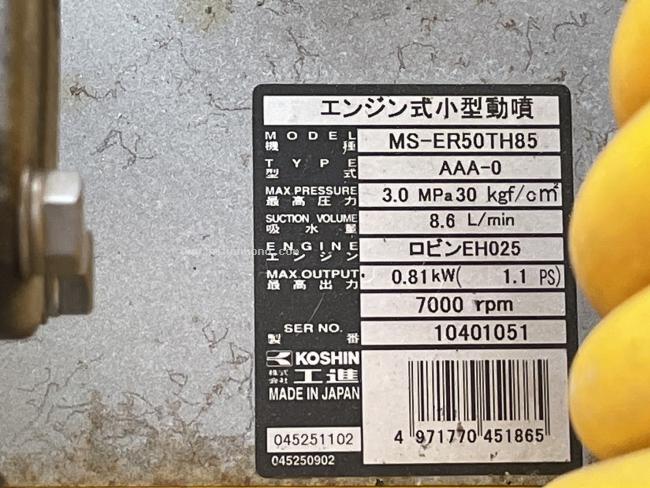 エンジン式小型動噴
MODEL
機種 MS-ER50TH85
TYPE
型式 AAA-0
MAX.PRESSURE
最高圧力 3.0 MPa 30 kgf/cm²
SUCTION VOLUME
吸水量 8.6 L/min
ENGINE
エンジン ロビンEH025
MAX.OUTPUT
最高出力 0.81kW( 1.1 PS)
7000 rpm
SER NO.
製番 10401051
KOSHIN
株式会社 工進
MADE IN JAPAN
045251102
045250902
4 971770 451865